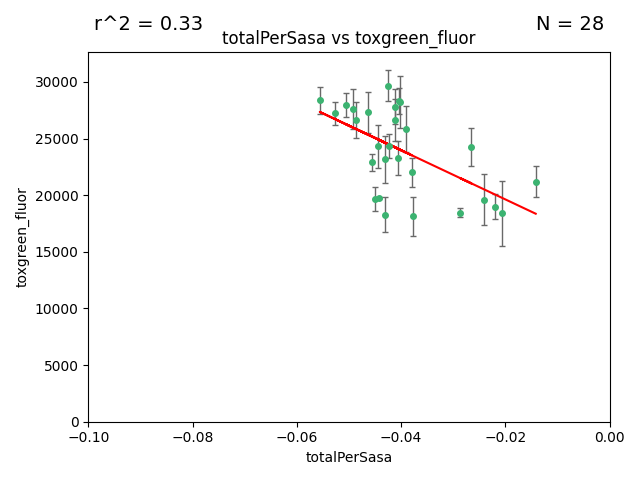 r^2 = 0.33
N = 28
totalPerSasa vs toxgreen_fluor
30000
25000
20000
15000
10000
5000
0
toxgreen_fluor
−0.10
−0.08
−0.06
−0.04
−0.02
0.00
totalPerSasa